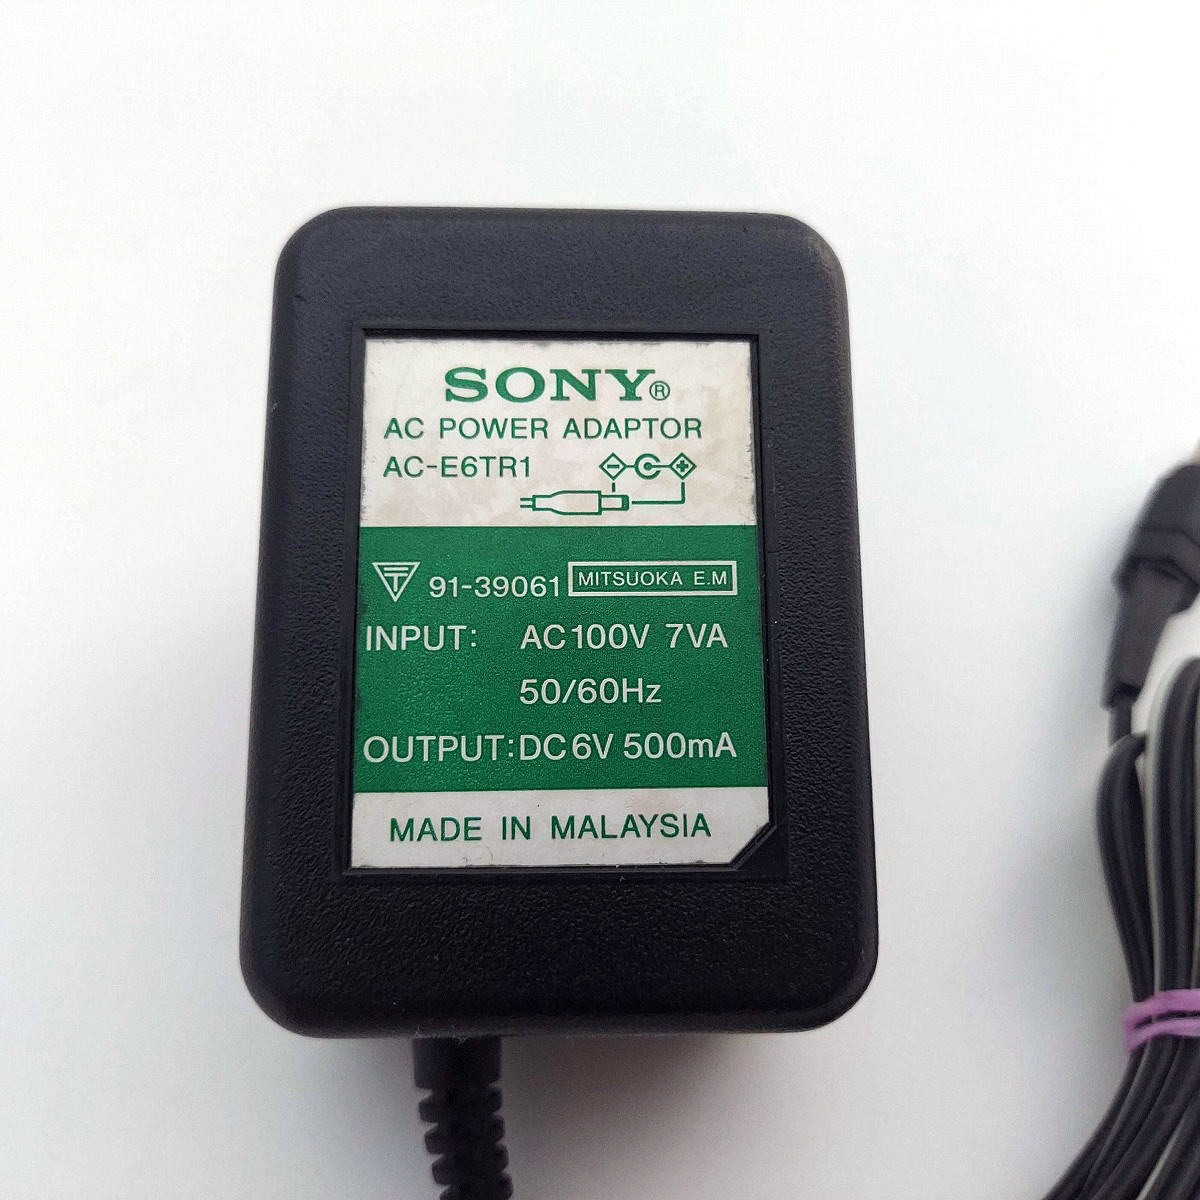 SONY®
AC POWER ADAPTOR
AC-E6TR1
91-39061 MITSUOKA E.M
INPUT: AC100V 7VA
50/60Hz
OUTPUT:DC6V 500mA
MADE IN MALAYSIA